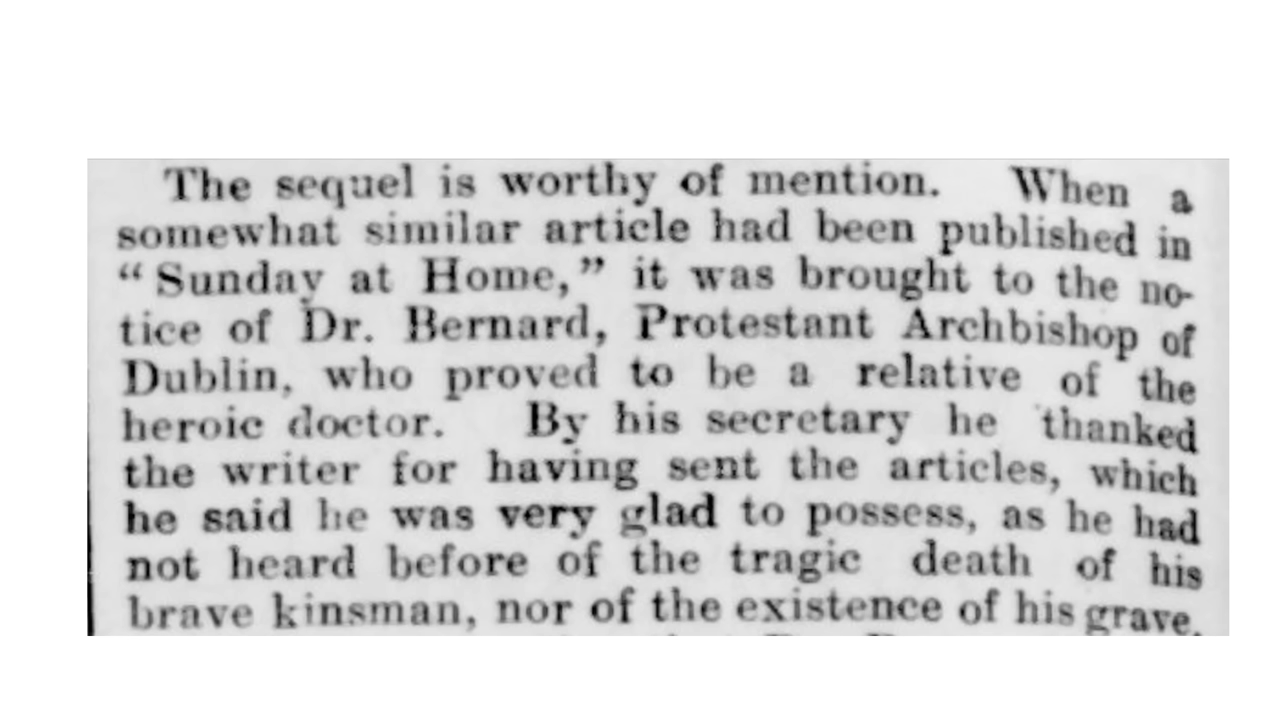 The sequel is worthy of mention. When a
somewhat similar article had been published in
“Sunday at Home,” it was brought to the no-
tice of Dr. Bernard, Protestant Archbishop of
Dublin, who proved to be a relative of the
heroic doctor. By his secretary he thanked
the writer for having sent the articles, which
he said he was very glad to possess, as he had
not heard before of the tragic death of his
brave kinsman, nor of the existence of his grave.